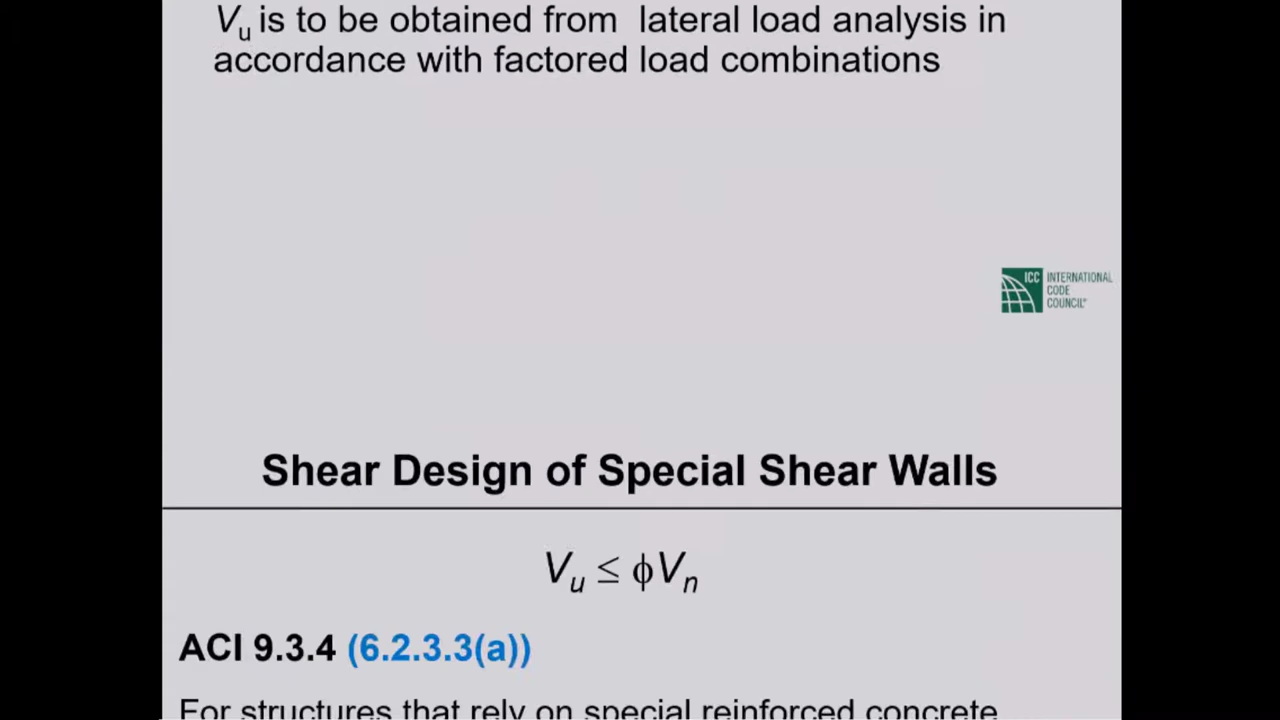 Vu is to be obtained from lateral load analysis in
accordance with factored load combinations
ICC INTERNATIONAL
CODE
COUNCIL®
Shear Design of Special Shear Walls
Vu ≤ ϕVn
ACI 9.3.4 (6.2.3.3(a))
For structures that rely on special reinforced concrete